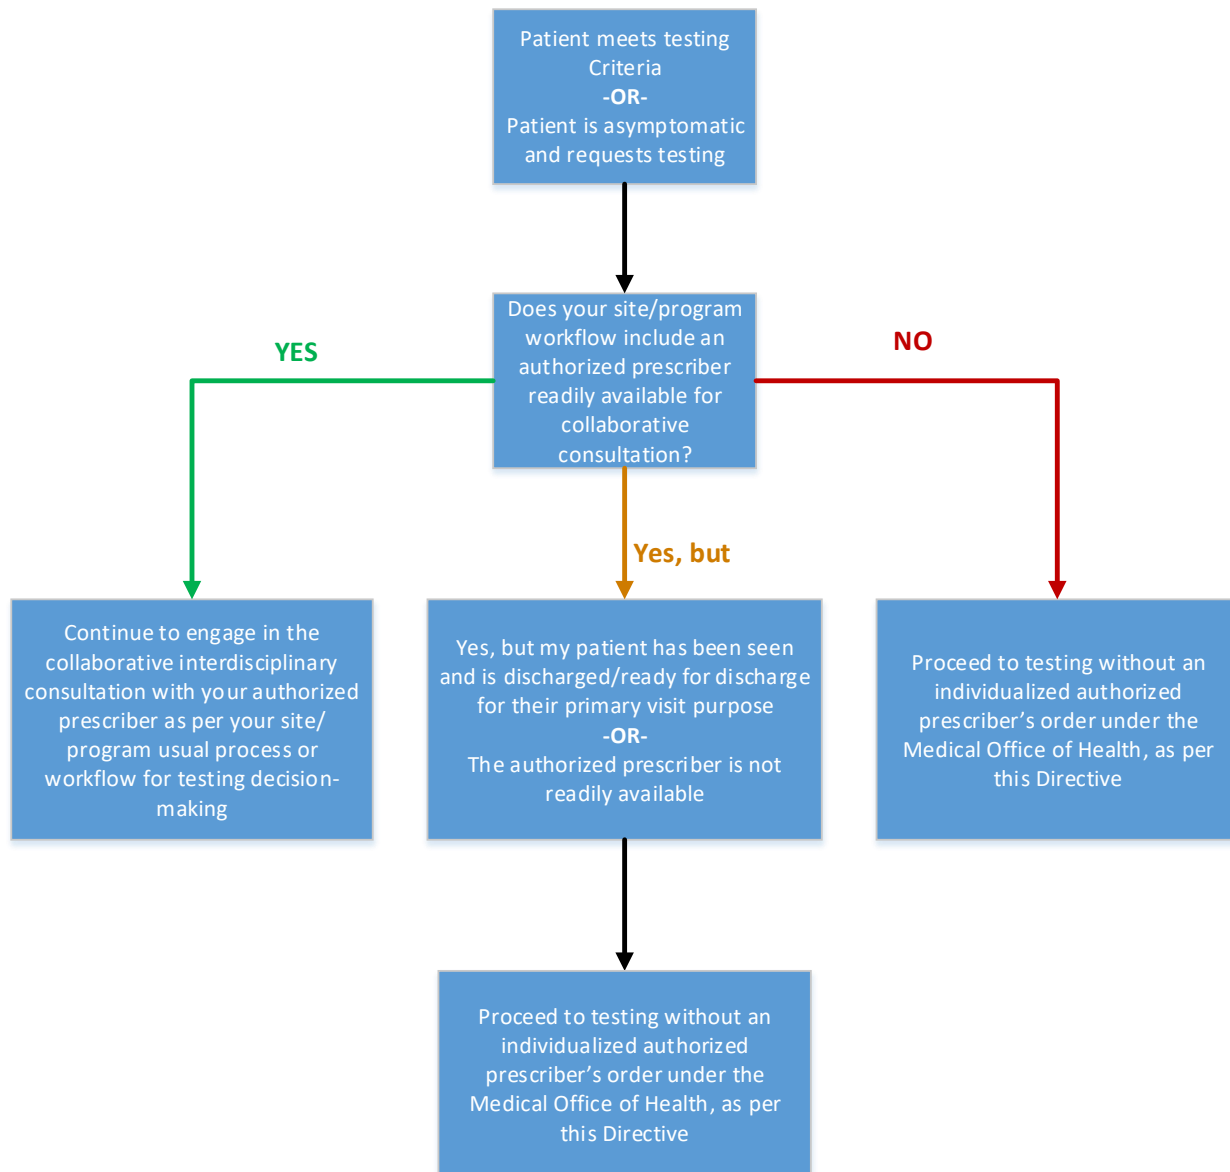 Patient meets testing
Criteria
-OR-
Patient is asymptomatic
and requests testing
Does your site/program
workflow include an
authorized prescriber
readily available for
collaborative
consultation?
YES
NO
Yes, but
Continue to engage in the
collaborative interdisciplinary
consultation with your authorized
prescriber as per your site/
program usual process or
workflow for testing decision-
making
Yes, but my patient has been seen
and is discharged/ready for discharge
for their primary visit purpose
-OR-
The authorized prescriber is not
readily available
Proceed to testing without an
individualized authorized
prescriber’s order under the
Medical Office of Health, as per
this Directive
Proceed to testing without an
individualized authorized
prescriber’s order under the
Medical Office of Health, as per
this Directive